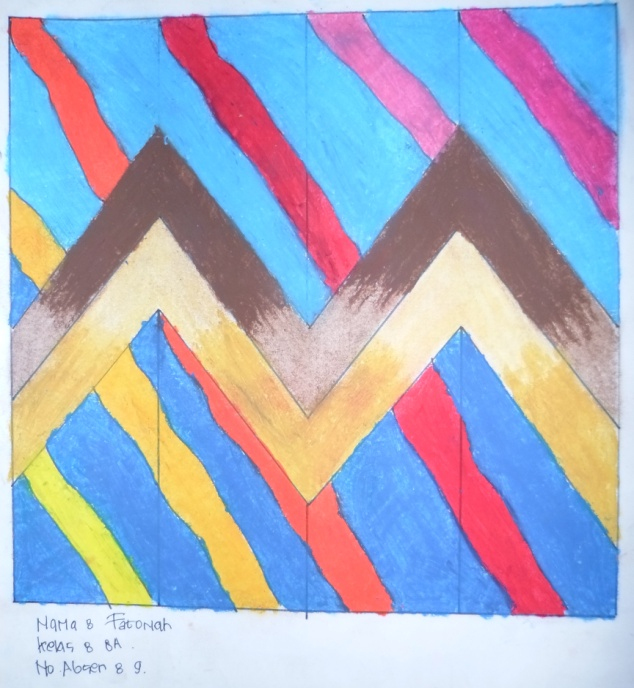 Nama : Fatonah
Kelas : 8A.
No Absen : 9.